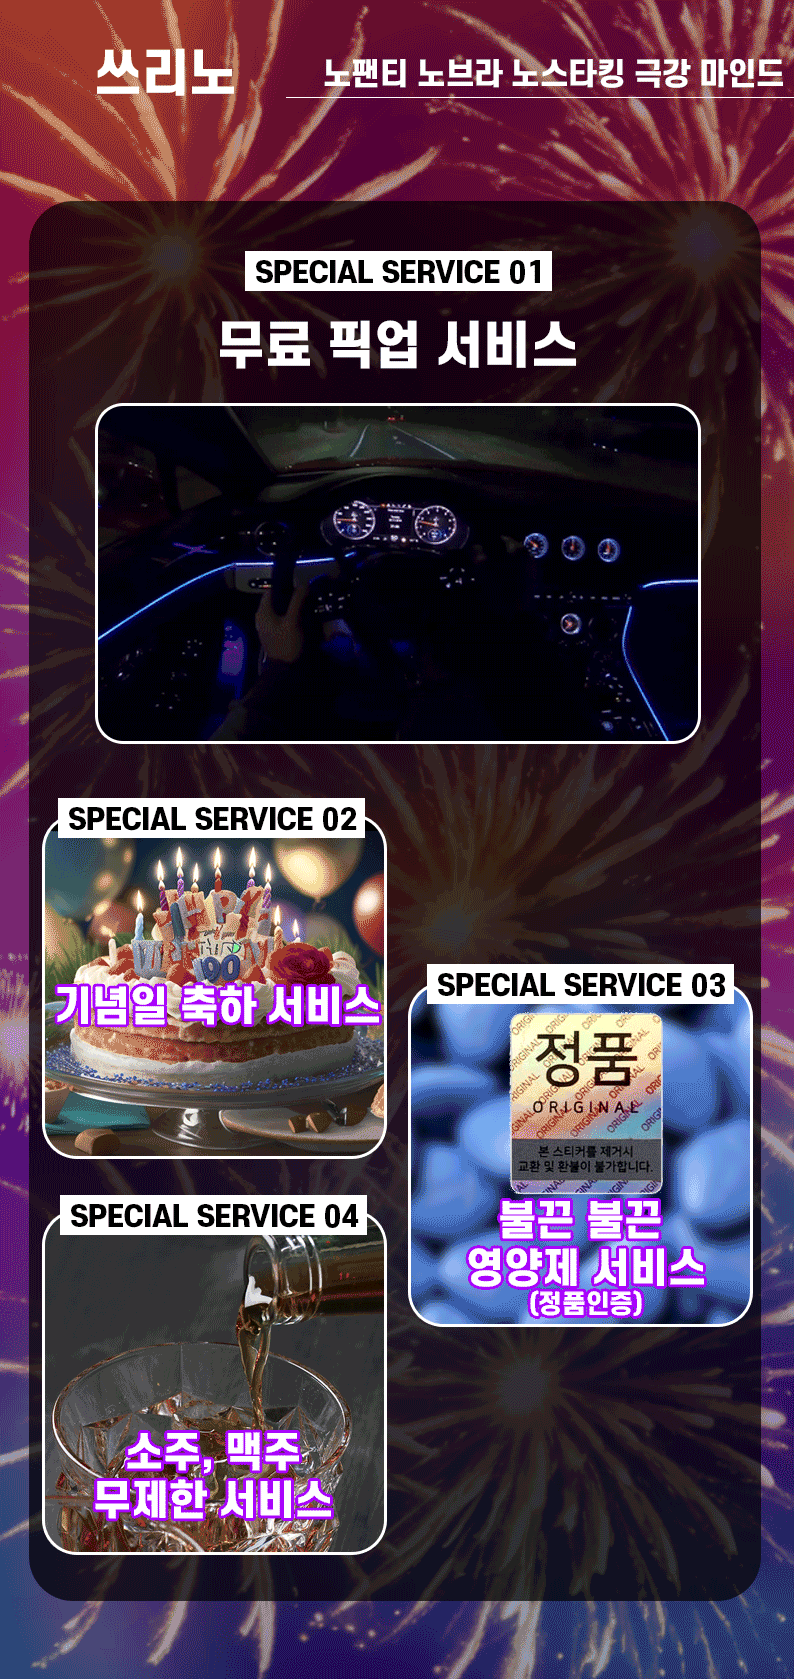 쓰리노
노팬티 노브라 노스타킹 극강 마인드
SPECIAL SERVICE 01
무료 픽업 서비스
SPECIAL SERVICE 02
기념일 축하 서비스
SPECIAL SERVICE 03
정품
ORIGINAL
본 스티커를 제거시
교환 및 환불이 불가합니다.
불끈 불끈
영양제 서비스
(정품인증)
SPECIAL SERVICE 04
소주, 맥주
무제한 서비스